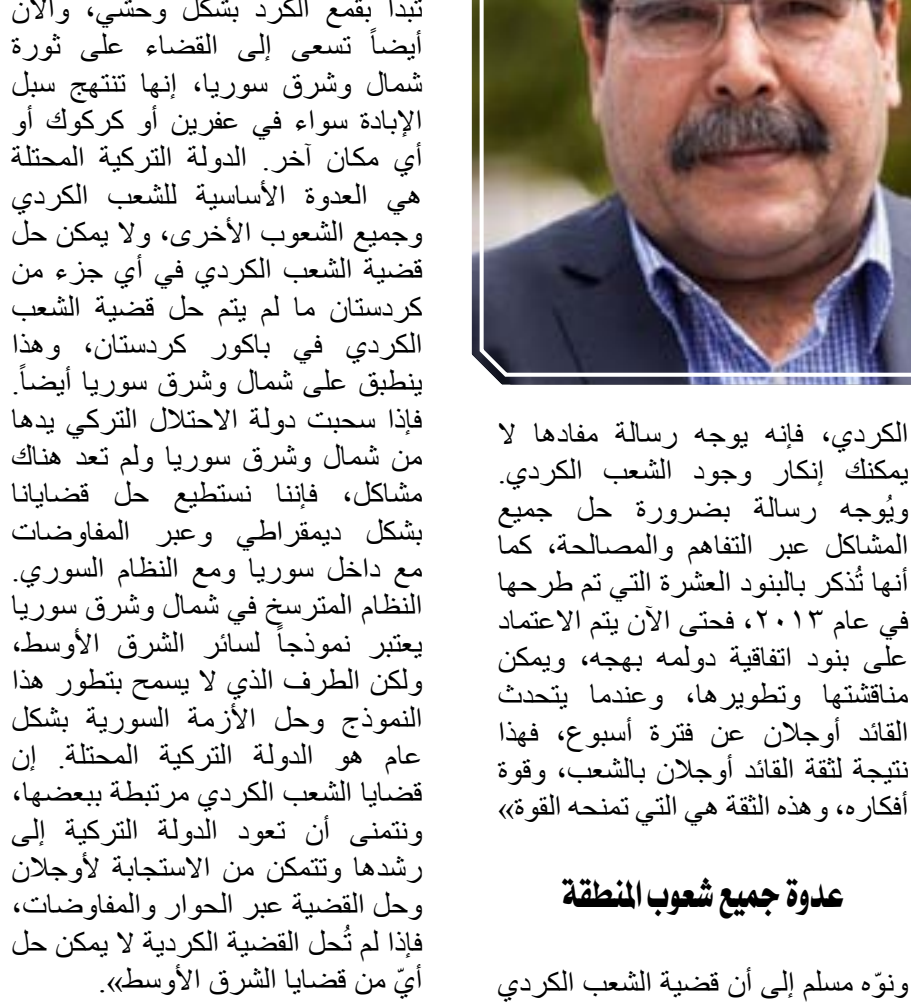 الكردي، فإنه يوجه رسالة مفادها لا
يمكنك إنكار وجود الشعب الكردي.
ويُوجه رسالة بضرورة حل جميع
المشاكل عبر التفاهم والمصالحة، كما
أنها تُذكر بالبنود العشرة التي تم طرحها
في عام ٢٠١٣، فحتى الآن يتم الاعتماد
على بنود اتفاقية دولمه بهجه، ويمكن
مناقشتها وتطويرها، وعندما يتحدث
القائد أوجلان عن فترة أسبوع، فهذا
نتيجة لثقة القائد أوجلان بالشعب، وقوة
أفكاره، وهذه الثقة هي التي تمنحه القوة»
عدوة جميع شعوب المنطقة
ونوّه مسلم إلى أن قضية الشعب الكردي
تبدأ بقمع الكرد بشكل وحشي، والآن
أيضاً تسعى إلى القضاء على ثورة
شمال وشرق سوريا، إنها تنتهج سبل
الإبادة سواء في عفرين أو كركوك أو
أي مكان آخر. الدولة التركية المحتلة
هي العدوة الأساسية للشعب الكردي
وجميع الشعوب الأخرى، ولا يمكن حل
قضية الشعب الكردي في أي جزء من
كردستان ما لم يتم حل قضية الشعب
الكردي في باكور كردستان، وهذا
ينطبق على شمال وشرق سوريا أيضاً.
فإذا سحبت دولة الاحتلال التركي يدها
من شمال وشرق سوريا ولم تعد هناك
مشاكل، فإننا نستطيع حل قضايانا
بشكل ديمقراطي وعبر المفاوضات
مع داخل سوريا ومع النظام السوري.
النظام المترسخ في شمال وشرق سوريا
يعتبر نموذجاً لسائر الشرق الأوسط،
ولكن الطرف الذي لا يسمح بتطور هذا
النموذج وحل الأزمة السورية بشكل
عام هو الدولة التركية المحتلة. إن
قضايا الشعب الكردي مرتبطة ببعضها،
ونتمنى أن تعود الدولة التركية إلى
رشدها وتتمكن من الاستجابة لأوجلان
وحل القضية عبر الحوار والمفاوضات،
فإذا لم تُحل القضية الكردية لا يمكن حل
أيّ من قضايا الشرق الأوسط».